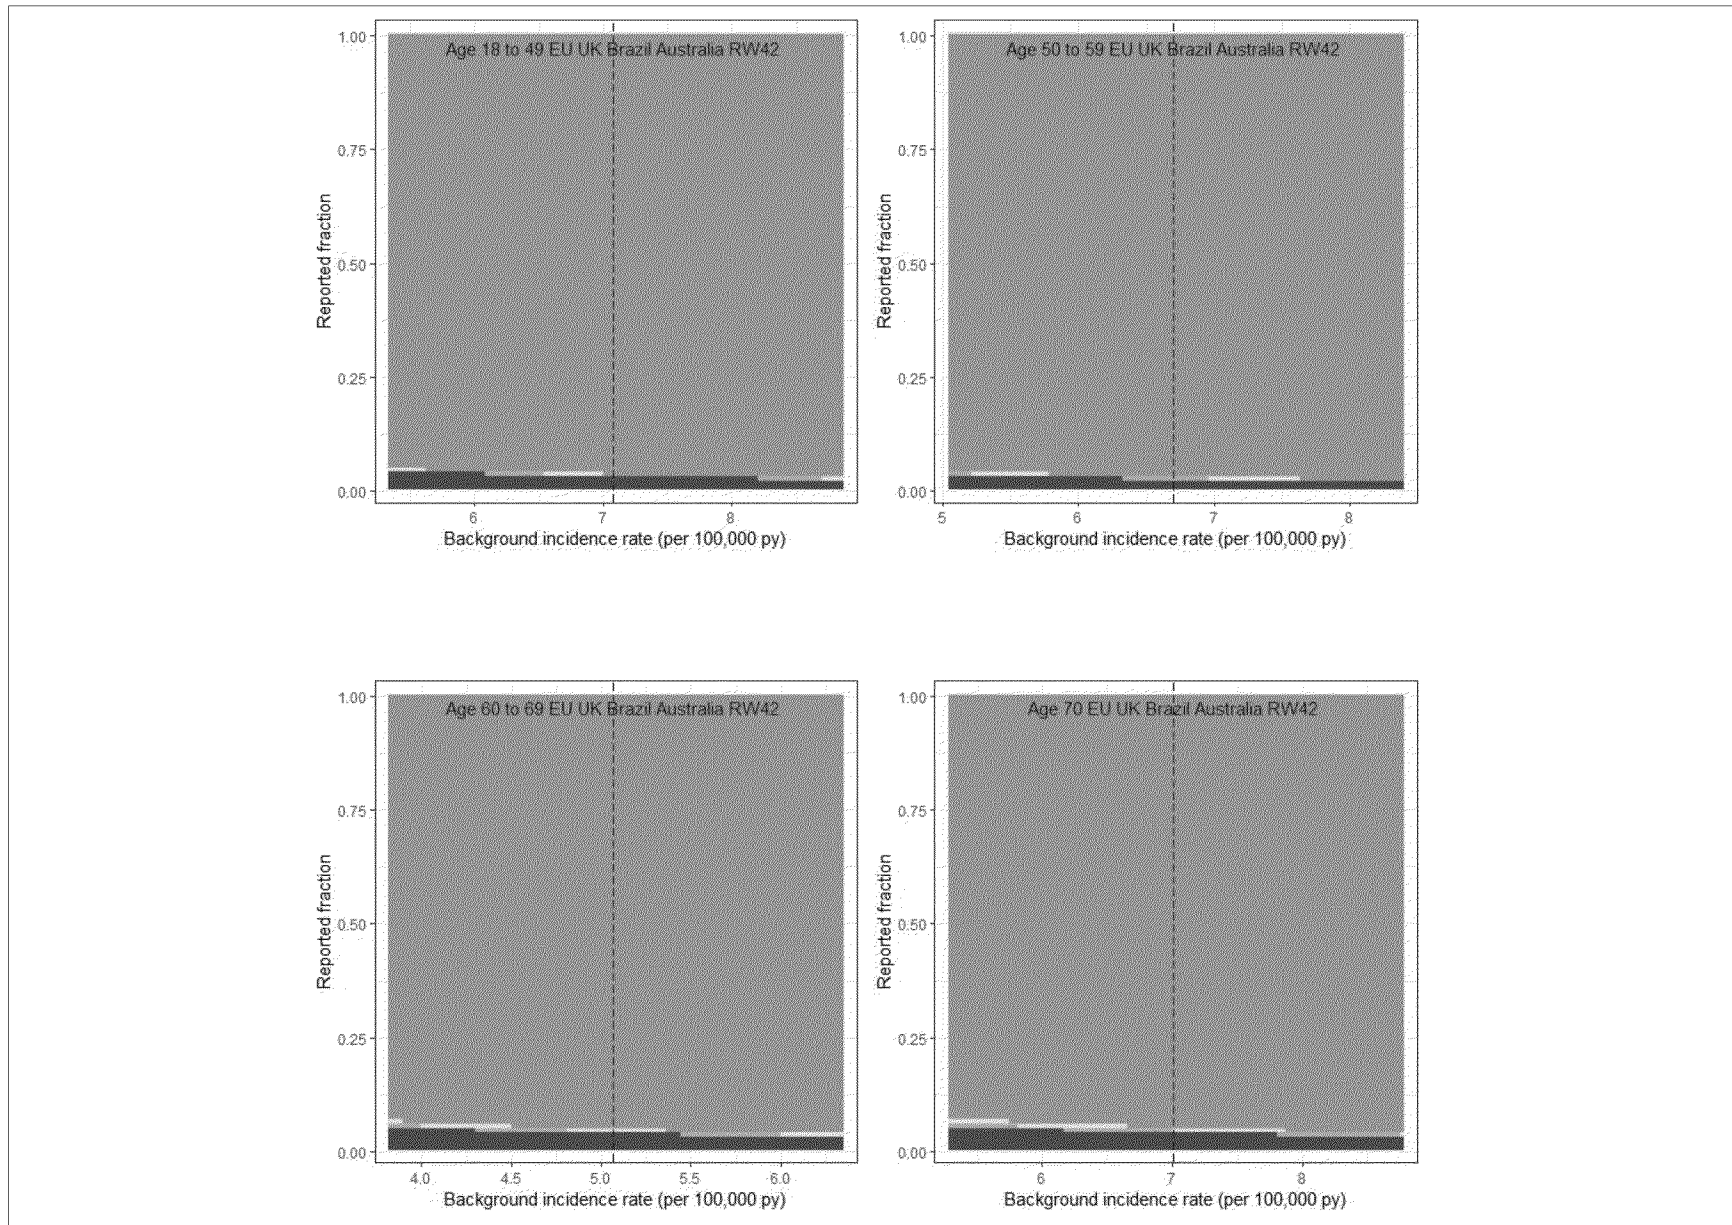 Age 18 to 49 EU UK Brazil Australia RW42
1.00
0.75
0.50
0.25
0.00
Reported fraction
6 7 8
Background incidence rate (per 100,000 py)
Age 50 to 59 EU UK Brazil Australia RW42
1.00
0.75
0.50
0.25
0.00
Reported fraction
5 6 7 8
Background incidence rate (per 100,000 py)
Age 60 to 69 EU UK Brazil Australia RW42
1.00
0.75
0.50
0.25
0.00
Reported fraction
4.0 4.5 5.0 5.5 6.0
Background incidence rate (per 100,000 py)
Age 70 EU UK Brazil Australia RW42
1.00
0.75
0.50
0.25
0.00
Reported fraction
6 7 8
Background incidence rate (per 100,000 py)